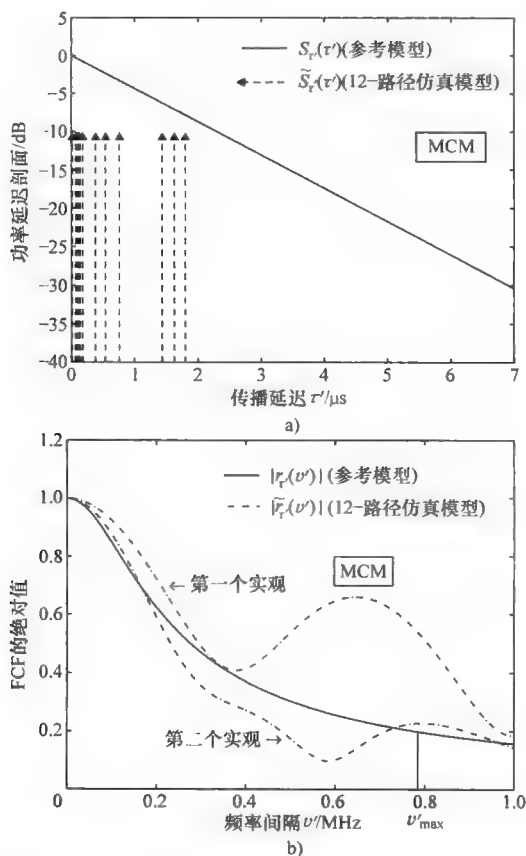 0
-5
-10
-15
-20
-25
-30
-35
-40
功率延迟剖面/dB
S_τ′(τ′)(参考模型)
S̃_τ′(τ′)(12-路径仿真模型)
MCM
0 1 2 3 4 5 6 7
传播延迟 τ′/μs
a)
1.2
1.0
0.8
0.6
0.4
0.2
0
FCF的绝对值
|r_τ′(υ′)| (参考模型)
|r̃_τ′(υ′)| (12-路径仿真模型)
MCM
← 第一个实观
第二个实观 →
0 0.2 0.4 0.6 υ′max 1.0
频率间隔 υ′/MHz
b)